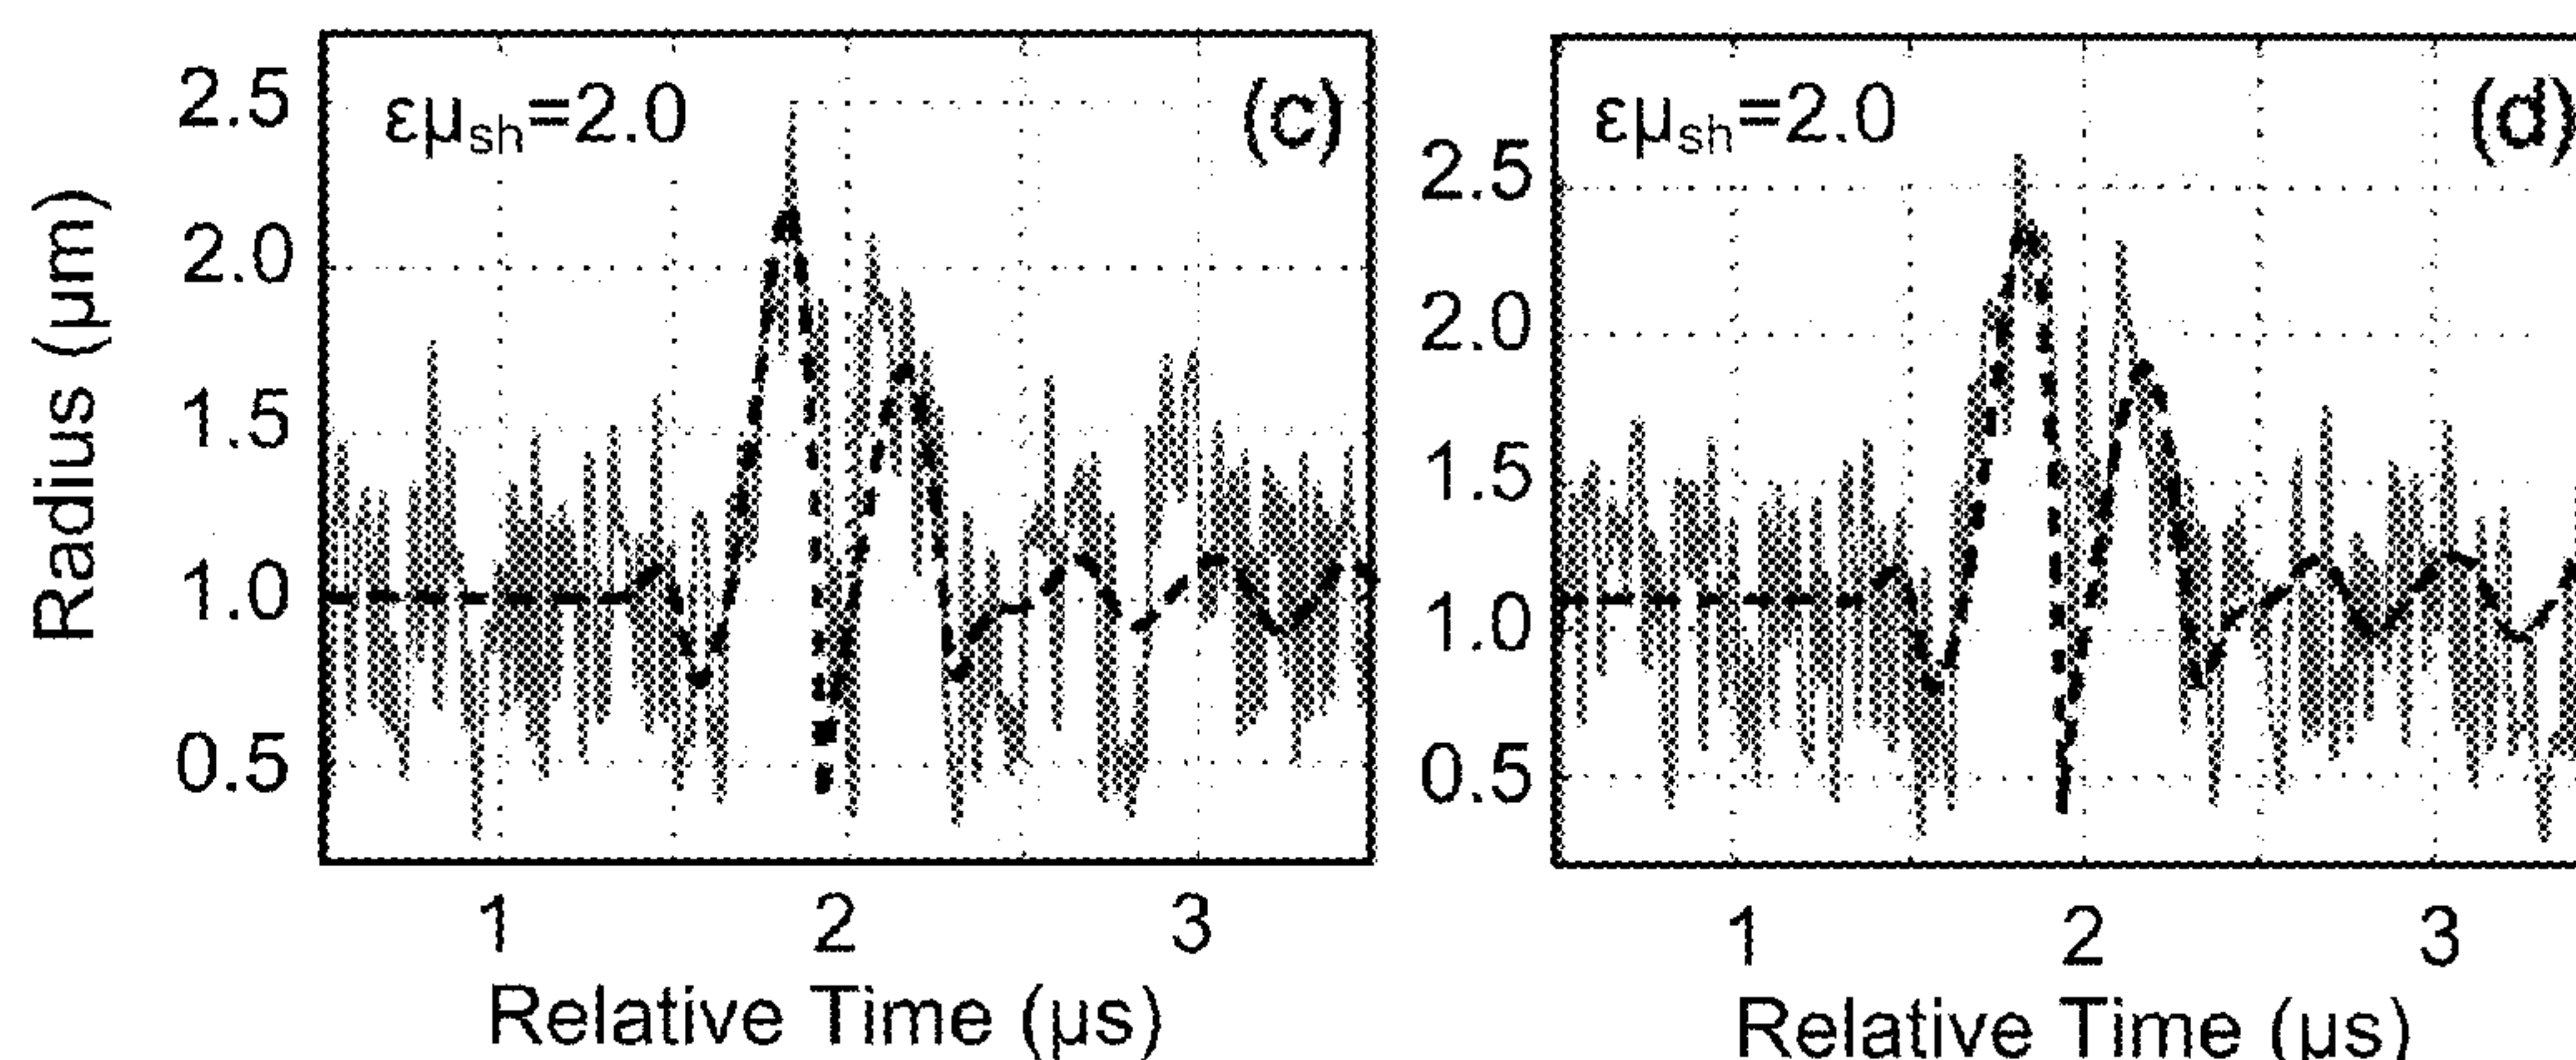 εμsh=2.0 (c)
2.5
2.0
1.5
1.0
0.5
Radius (μm)
1 2 3
Relative Time (μs)
εμsh=2.0 (d)
2.5
2.0
1.5
1.0
0.5
1 2 3
Relative Time (μs)